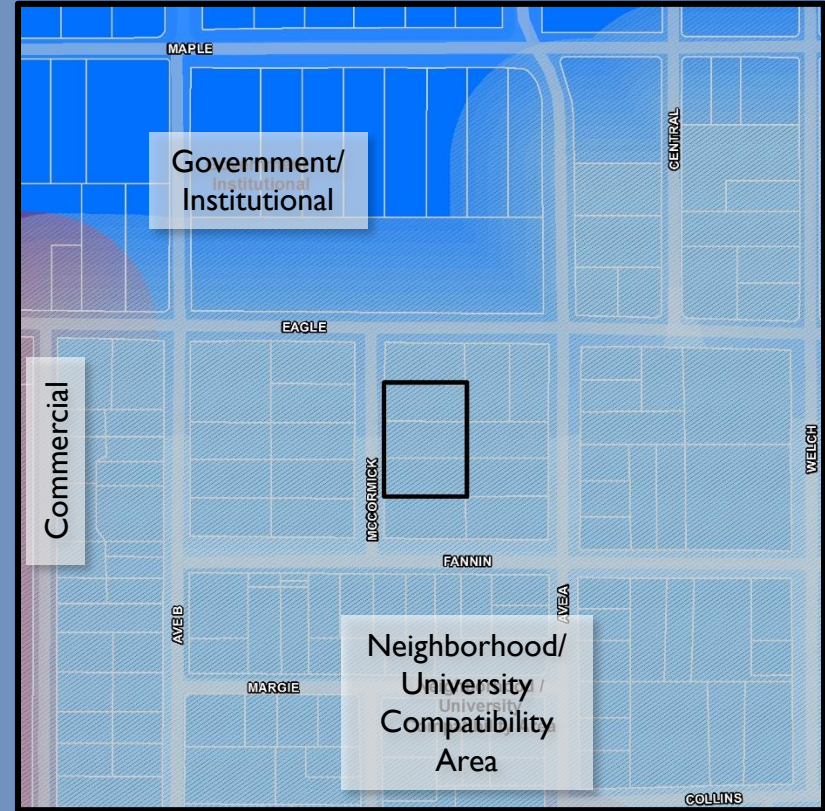 MAPLE
CENTRAL
Government/
Institutional
Institutional
EAGLE
Commercial
MCCORMICK
WELCH
FANNIN
AVE A
AVE B
Neighborhood/
University
Compatibility
Area
MARGIE
COLLINS